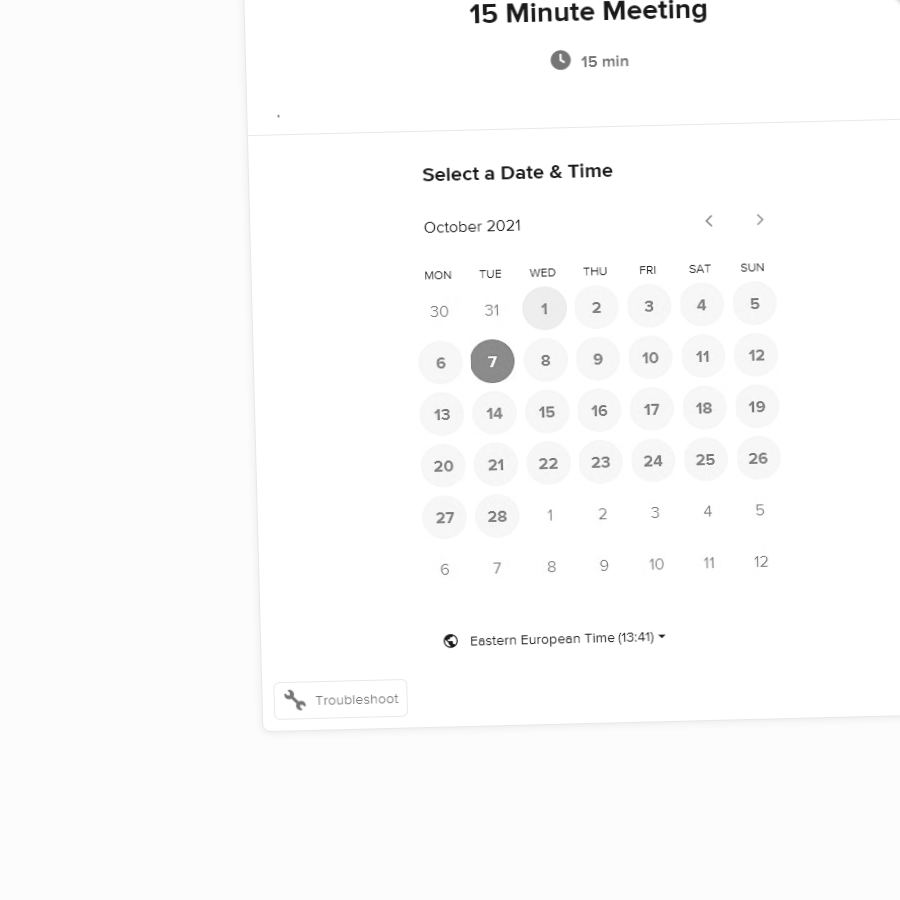 15 Minute Meeting
15 min
.
Select a Date & Time
October 2021
MON TUE WED THU FRI SAT SUN
30 31 1 2 3 4 5
6 7 8 9 10 11 12
13 14 15 16 17 18 19
20 21 22 23 24 25 26
27 28 1 2 3 4 5
6 7 8 9 10 11 12
Eastern European Time (13:41)
Troubleshoot